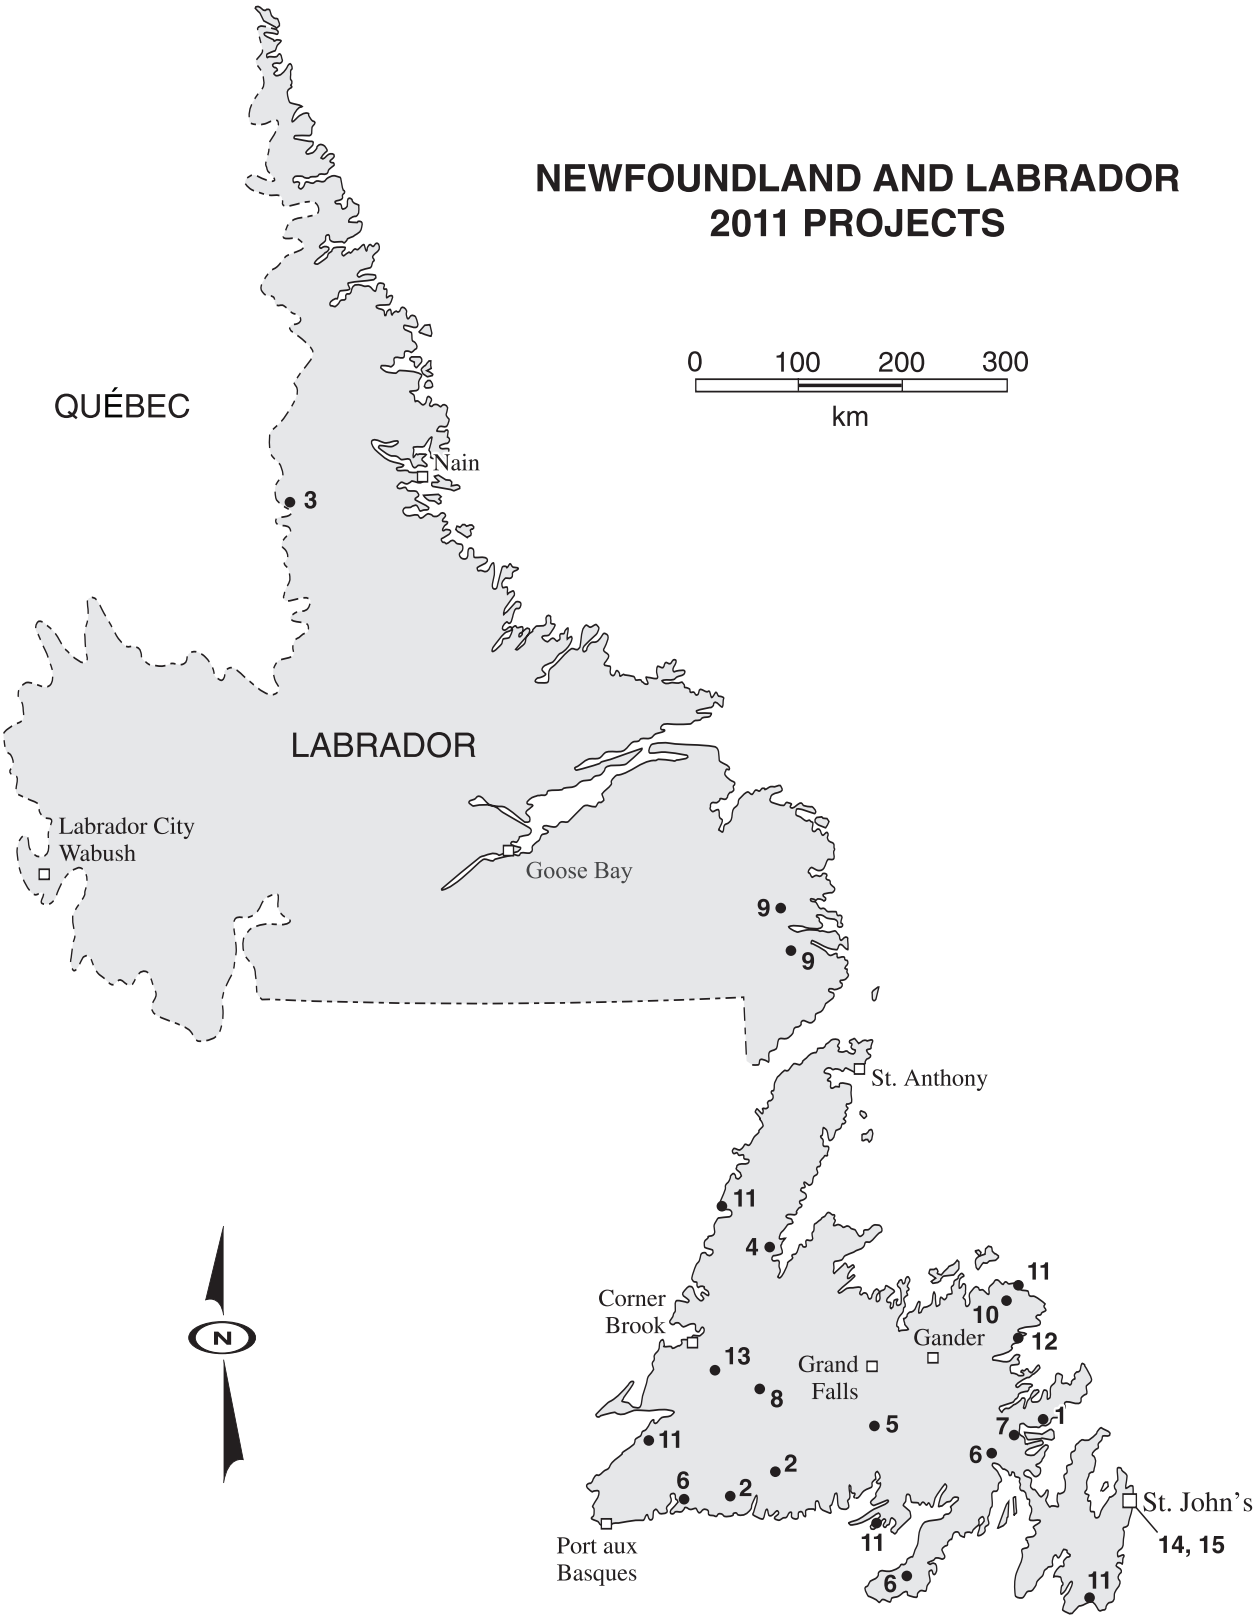 NEWFOUNDLAND AND LABRADOR
2011 PROJECTS
0 100 200 300
km
QUÉBEC
Nain
3
LABRADOR
Labrador City
Wabush
Goose Bay
9
9
St. Anthony
11
4
11
Corner
Brook
10
Gander
12
13
Grand
Falls
8
1
5
7
11
6
2
6
2
St. John's
14, 15
11
Port aux
Basques
6
11
N